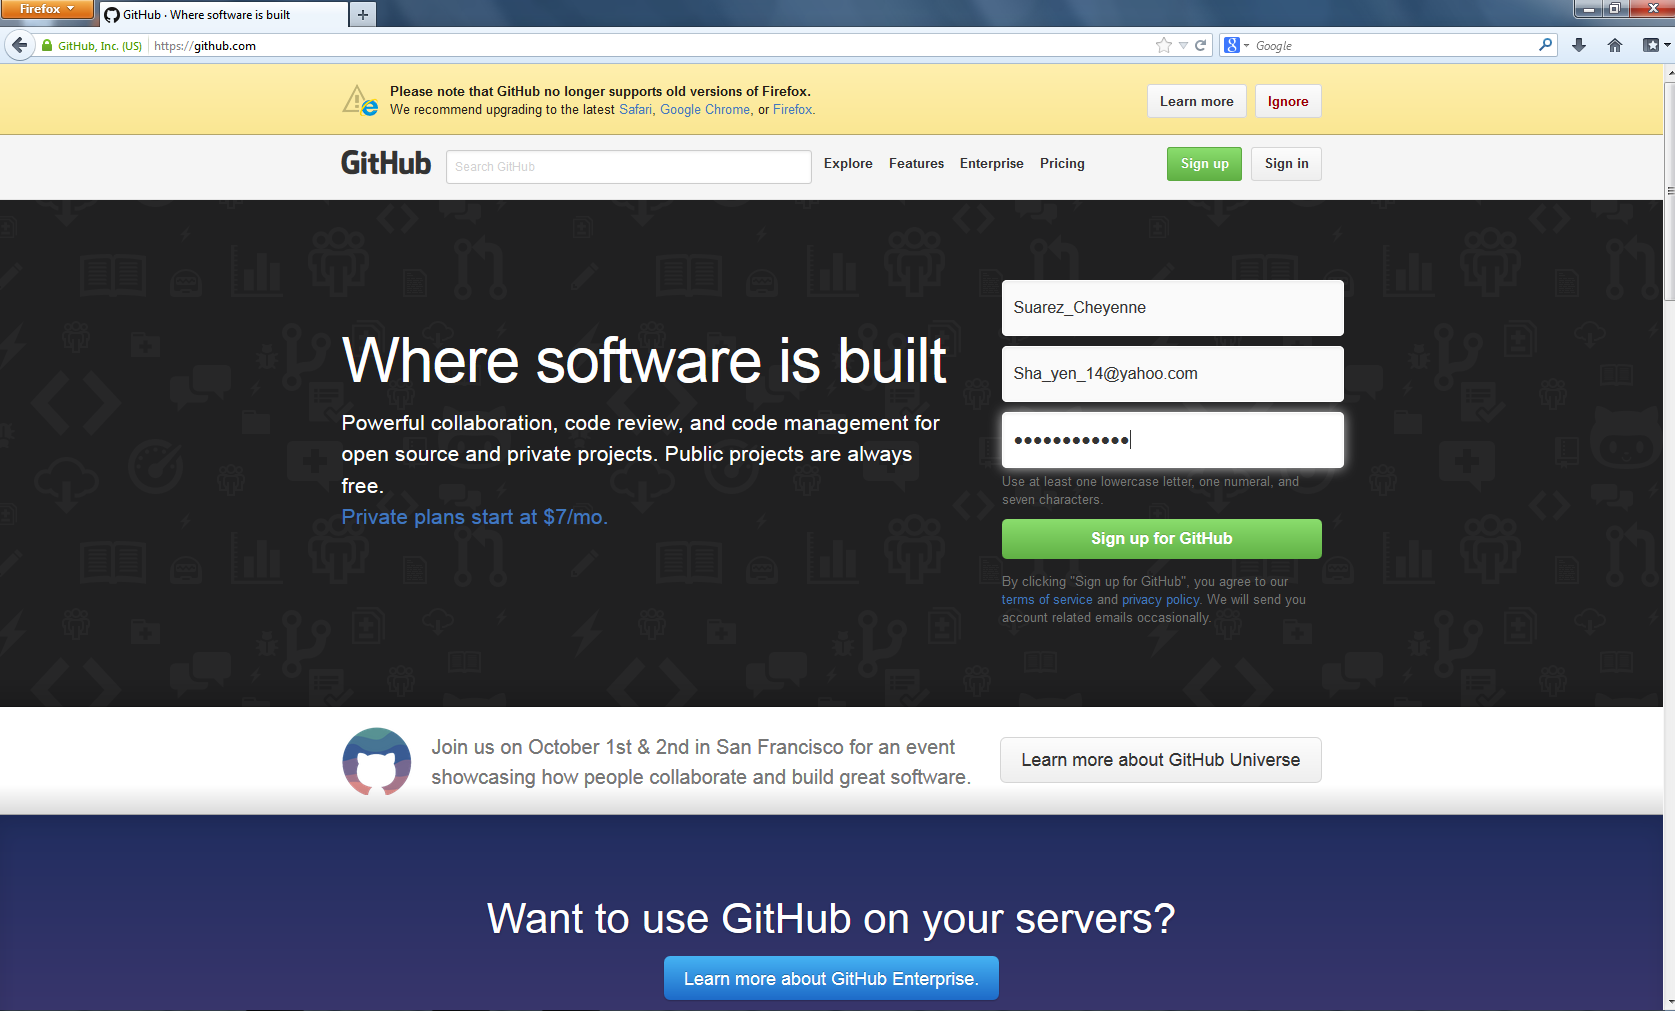 Firefox
GitHub · Where software is built
GitHub, Inc. (US)
https://github.com
Google
Please note that GitHub no longer supports old versions of Firefox.
We recommend upgrading to the latest Safari, Google Chrome, or Firefox.
Learn more
Ignore
GitHub
Search GitHub
Explore
Features
Enterprise
Pricing
Sign up
Sign in
Where software is built
Powerful collaboration, code review, and code management for
open source and private projects. Public projects are always
free.
Private plans start at $7/mo.
Suarez_Cheyenne
Sha_yen_14@yahoo.com
••••••••••••
Use at least one lowercase letter, one numeral, and
seven characters.
Sign up for GitHub
By clicking "Sign up for GitHub", you agree to our
terms of service and privacy policy. We will send you
account related emails occasionally.
Join us on October 1st & 2nd in San Francisco for an event
showcasing how people collaborate and build great software.
Learn more about GitHub Universe
Want to use GitHub on your servers?
Learn more about GitHub Enterprise.